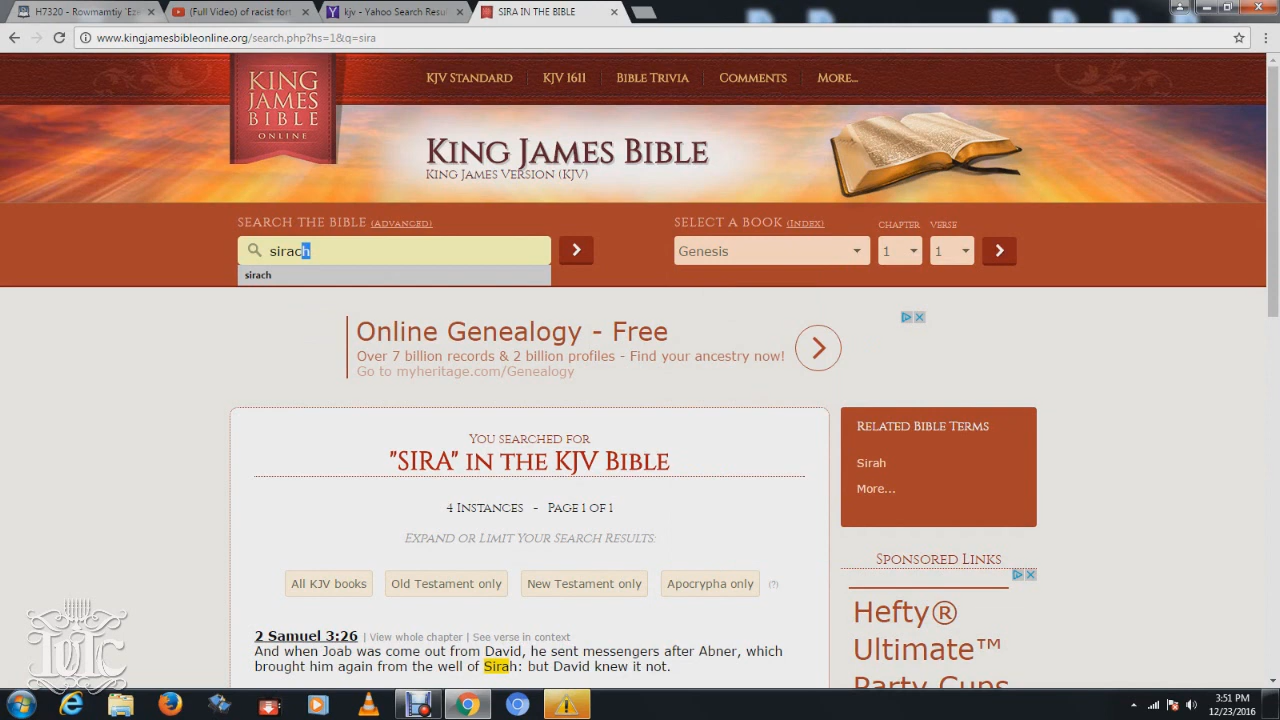 H7320 - Rowmamtiy 'Ez
(Full Video) of racist fort
kjv - Yahoo Search Resul
SIRA IN THE BIBLE
www.kingjamesbibleonline.org/search.php?hs=1&q=sira
KJV STANDARD KJV 1611 BIBLE TRIVIA COMMENTS MORE...
KING
JAMES
BIBLE
ONLINE
KING JAMES BIBLE
KING JAMES VERSION (KJV)
SEARCH THE BIBLE (ADVANCED)
SELECT A BOOK (INDEX) CHAPTER VERSE
sirach
Genesis 1 1
sirach
Online Genealogy - Free
Over 7 billion records & 2 billion profiles - Find your ancestry now!
Go to myheritage.com/Genealogy
YOU SEARCHED FOR
"SIRA" IN THE KJV BIBLE
4 INSTANCES - PAGE 1 OF 1
EXPAND OR LIMIT YOUR SEARCH RESULTS:
All KJV books Old Testament only New Testament only Apocrypha only (?)
2 Samuel 3:26 | View whole chapter | See verse in context
And when Joab was come out from David, he sent messengers after Abner, which
brought him again from the well of Sirah: but David knew it not.
RELATED BIBLE TERMS
Sirah
More...
SPONSORED LINKS
Hefty®
Ultimate™
Party Cups
IUIC
3:51 PM
12/23/2016